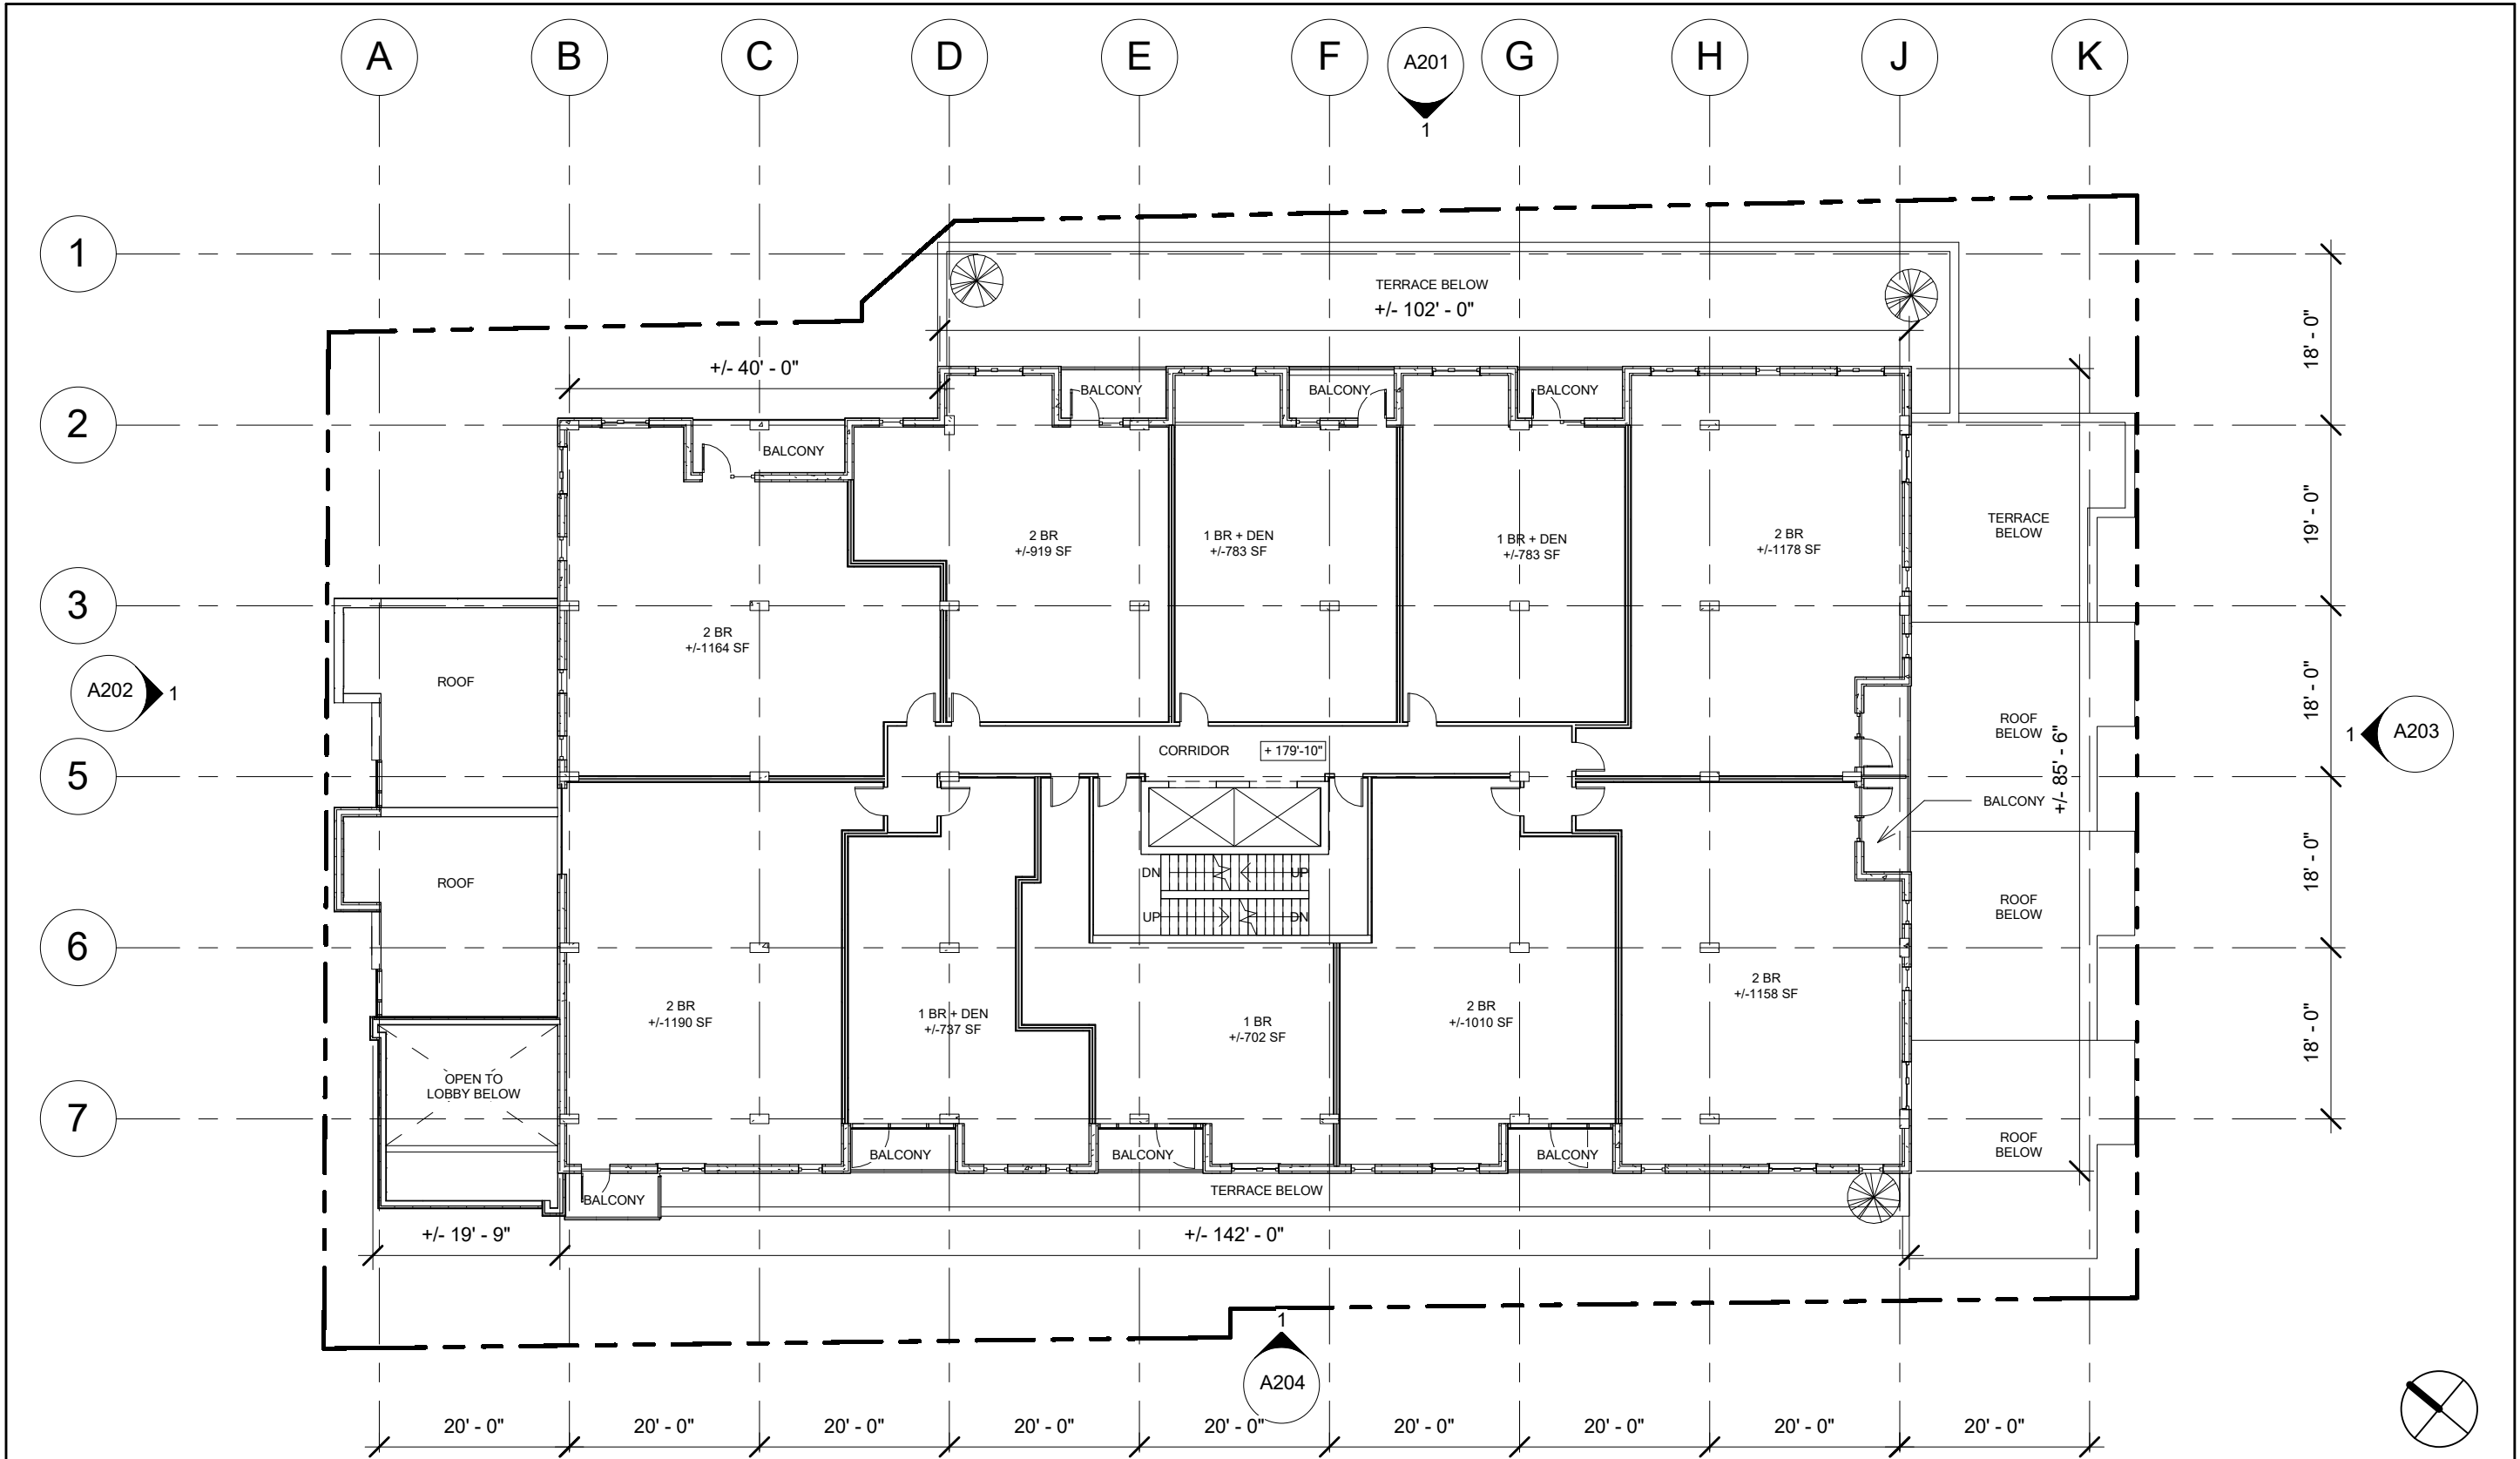 A B C D E F G H J K
A201
1
1
TERRACE BELOW
+/- 102' - 0"
18' - 0"
+/- 40' - 0"
BALCONY BALCONY BALCONY
2
BALCONY
19' - 0"
2 BR
+/-919 SF
1 BR + DEN
+/-783 SF
1 BR + DEN
+/-783 SF
2 BR
+/-1178 SF
TERRACE
BELOW
3
2 BR
+/-1164 SF
18' - 0"
A202 1
ROOF
ROOF
BELOW
1 A203
CORRIDOR + 179'-10"
5
+/- 85' - 6"
BALCONY
18' - 0"
ROOF
DN UP
UP DN
ROOF
BELOW
6
2 BR
+/-1190 SF
1 BR + DEN
+/-737 SF
1 BR
+/-702 SF
2 BR
+/-1010 SF
2 BR
+/-1158 SF
18' - 0"
OPEN TO
LOBBY BELOW
7
BALCONY BALCONY BALCONY
ROOF
BELOW
BALCONY
TERRACE BELOW
+/- 19' - 9" +/- 142' - 0"
1
A204
20' - 0" 20' - 0" 20' - 0" 20' - 0" 20' - 0" 20' - 0" 20' - 0" 20' - 0" 20' - 0"